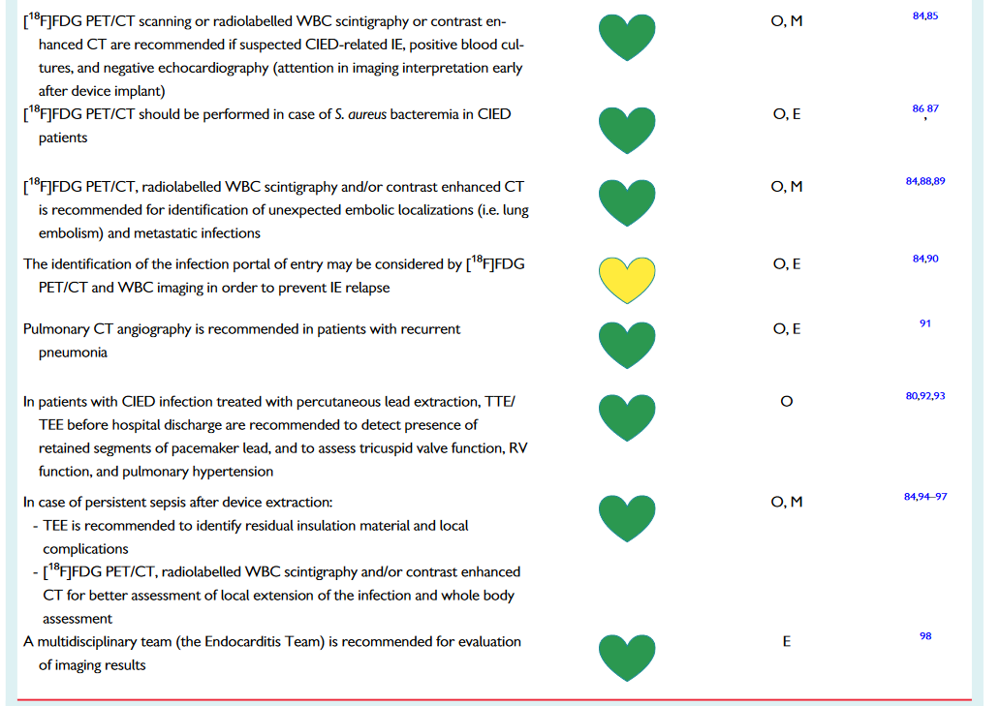 [18F]FDG PET/CT scanning or radiolabelled WBC scintigraphy or contrast en- O, M 84,85
hanced CT are recommended if suspected CIED-related IE, positive blood cul-
tures, and negative echocardiography (attention in imaging interpretation early
after device implant)
[18F]FDG PET/CT should be performed in case of S. aureus bacteremia in CIED O, E 86,87
patients
[18F]FDG PET/CT, radiolabelled WBC scintigraphy and/or contrast enhanced CT O, M 84,88,89
is recommended for identification of unexpected embolic localizations (i.e. lung
embolism) and metastatic infections
The identification of the infection portal of entry may be considered by [18F]FDG O, E 84,90
PET/CT and WBC imaging in order to prevent IE relapse
Pulmonary CT angiography is recommended in patients with recurrent O, E 91
pneumonia
In patients with CIED infection treated with percutaneous lead extraction, TTE/ O 80,92,93
TEE before hospital discharge are recommended to detect presence of
retained segments of pacemaker lead, and to assess tricuspid valve function, RV
function, and pulmonary hypertension
In case of persistent sepsis after device extraction: O, M 84,94–97
- TEE is recommended to identify residual insulation material and local
complications
- [18F]FDG PET/CT, radiolabelled WBC scintigraphy and/or contrast enhanced
CT for better assessment of local extension of the infection and whole body
assessment
A multidisciplinary team (the Endocarditis Team) is recommended for evaluation E 98
of imaging results